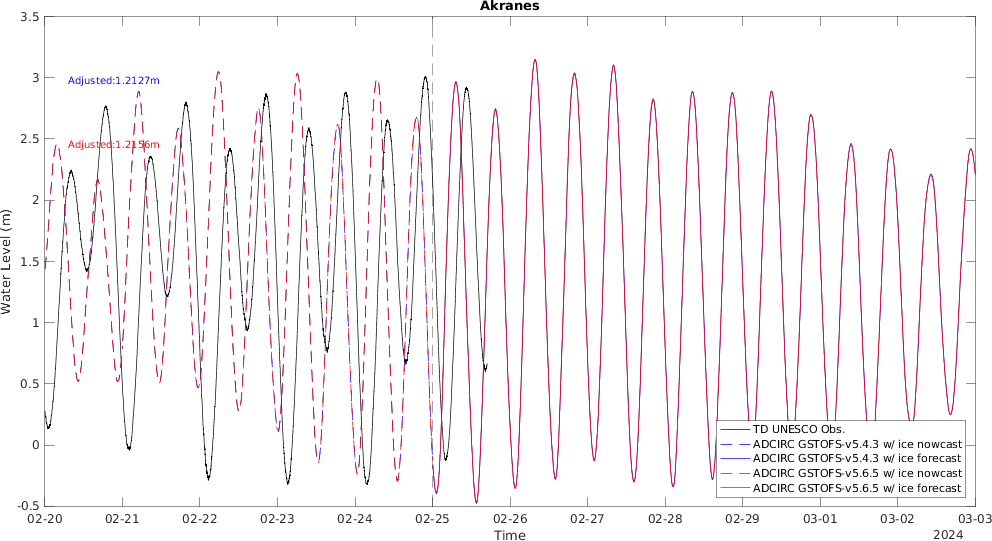 Akranes
3.5
3
2.5
2
1.5
1
0.5
0
-0.5
Water Level (m)
Adjusted:1.2127m
Adjusted:1.2156m
TD UNESCO Obs.
ADCIRC GSTOFS-v5.4.3 w/ ice nowcast
ADCIRC GSTOFS-v5.4.3 w/ ice forecast
ADCIRC GSTOFS-v5.6.5 w/ ice nowcast
ADCIRC GSTOFS-v5.6.5 w/ ice forecast
02-20 02-21 02-22 02-23 02-24 02-25 02-26 02-27 02-28 02-29 03-01 03-02 03-03
Time
2024